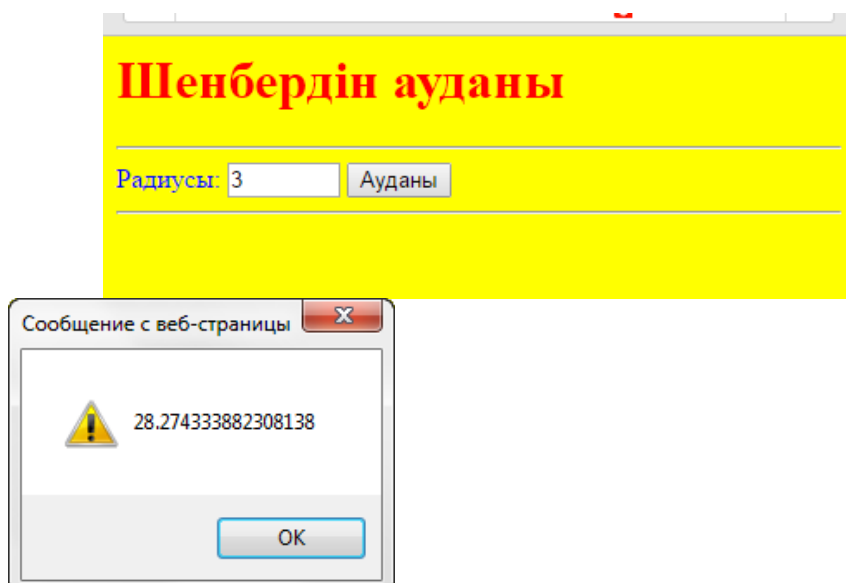 Шенбердін ауданы
Радиусы: 3 Ауданы
Сообщение с веб-страницы
28.274333882308138
OK